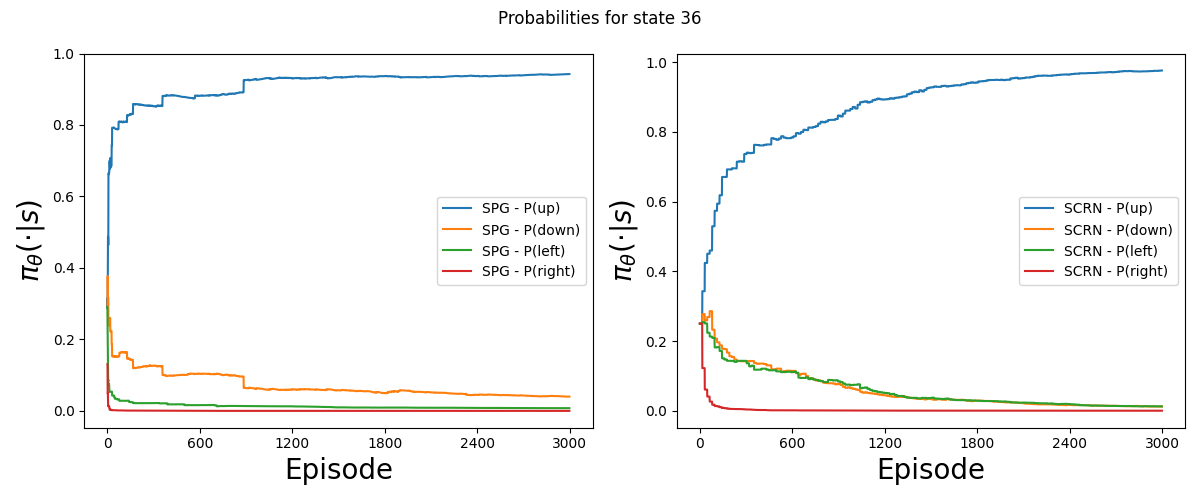 Probabilities for state 36
1.0
0.8
0.6
0.4
0.2
0.0
π_θ(·|s)
SPG - P(up)
SPG - P(down)
SPG - P(left)
SPG - P(right)
0 600 1200 1800 2400 3000
Episode
1.0
0.8
0.6
0.4
0.2
0.0
π_θ(·|s)
SCRN - P(up)
SCRN - P(down)
SCRN - P(left)
SCRN - P(right)
0 600 1200 1800 2400 3000
Episode